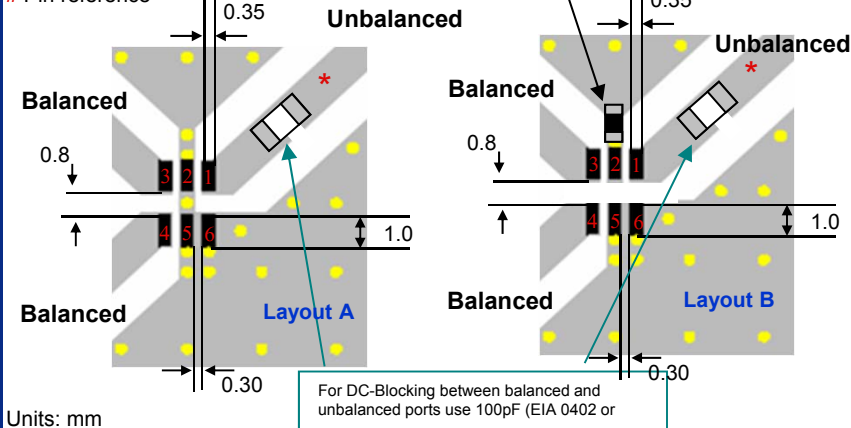 0.35
0.35
Unbalanced
Unbalanced
*
*
Balanced
Balanced
0.8
0.8
3 2 1
3 2 1
4 5 6
4 5 6
1.0
1.0
Balanced
Layout A
Balanced
Layout B
0.30
0.30
For DC-Blocking between balanced and
unbalanced ports use 100pF (EIA 0402 or
Units: mm